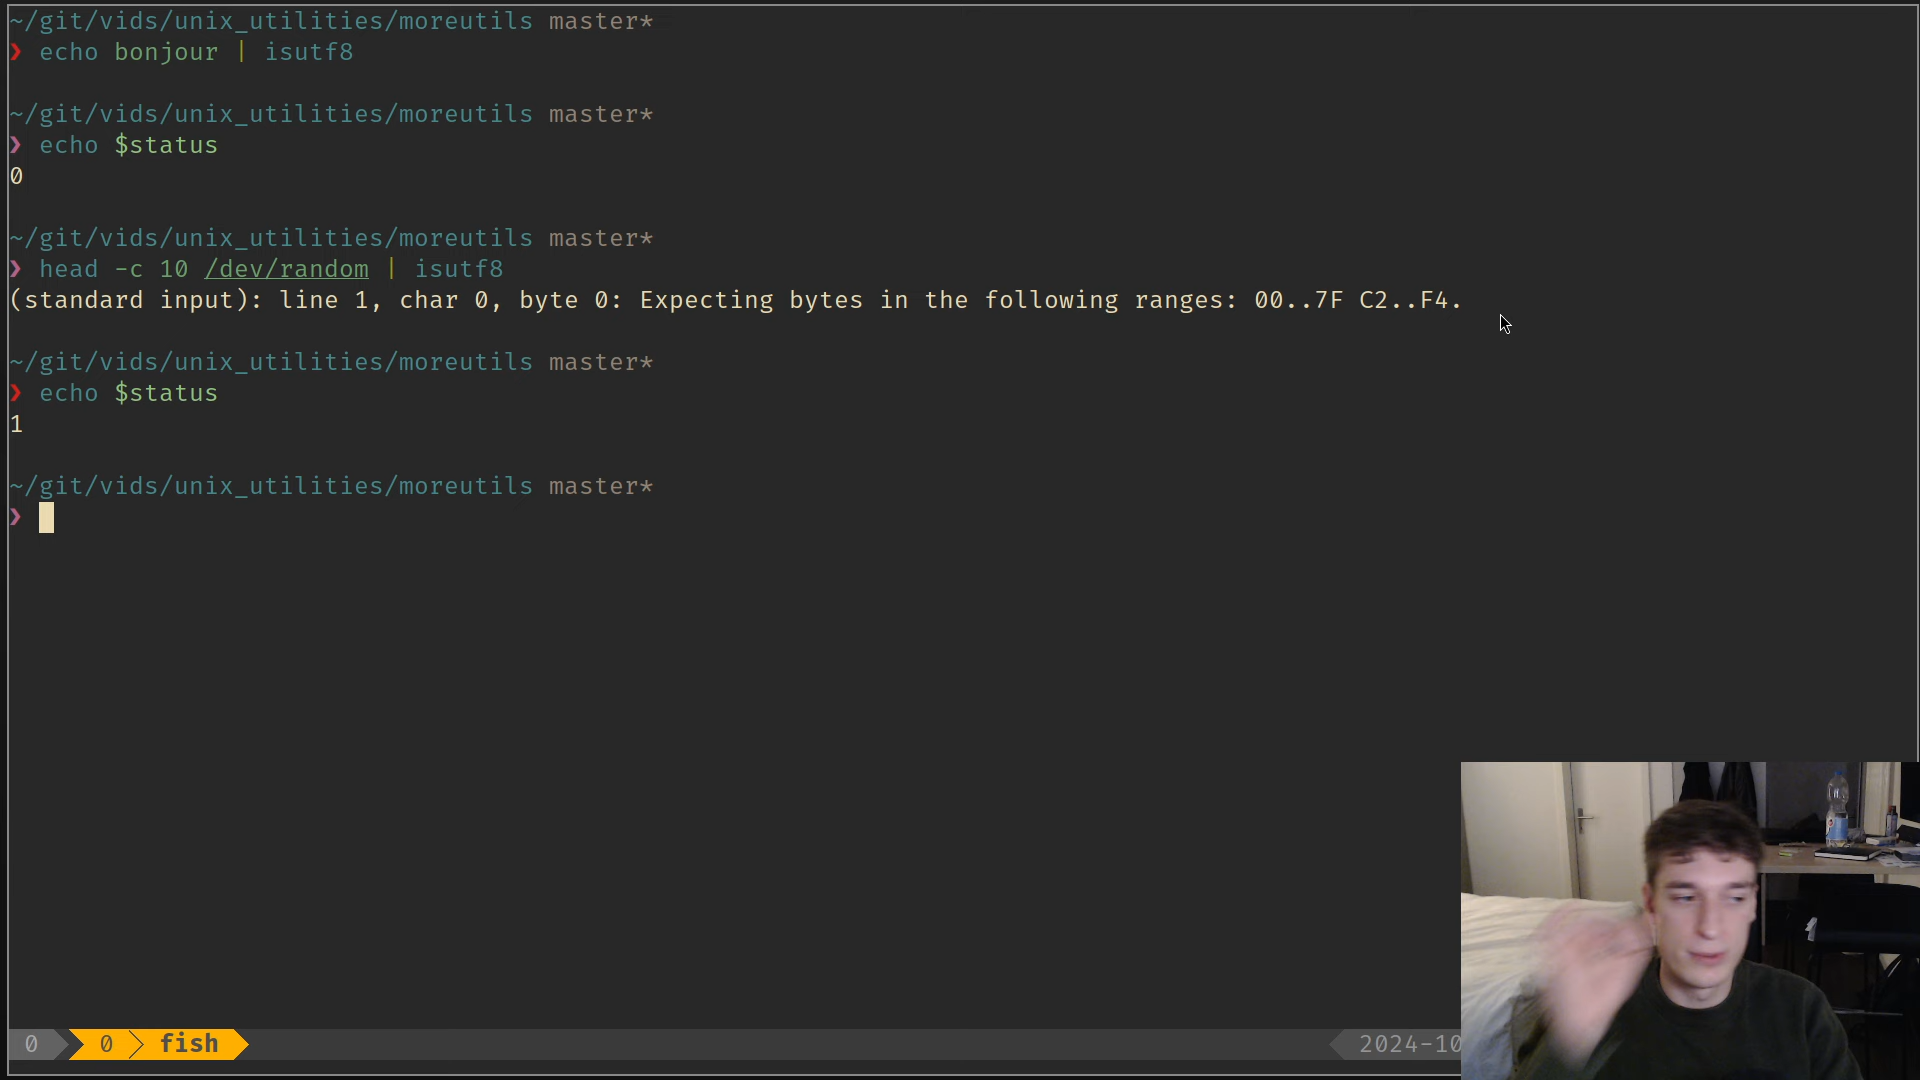 ~/git/vids/unix_utilities/moreutils master*
❯ echo bonjour | isutf8
~/git/vids/unix_utilities/moreutils master*
❯ echo $status
0
~/git/vids/unix_utilities/moreutils master*
❯ head -c 10 /dev/random | isutf8
(standard input): line 1, char 0, byte 0: Expecting bytes in the following ranges: 00..7F C2..F4.
~/git/vids/unix_utilities/moreutils master*
❯ echo $status
1
~/git/vids/unix_utilities/moreutils master*
❯
0 0 fish 2024-10